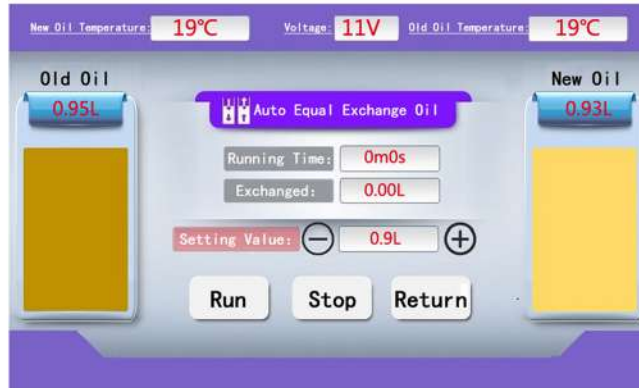 New Oil Temperature: 19℃ Voltage: 11V Old Oil Temperature: 19℃
Old Oil
0.95L
New Oil
0.93L
Auto Equal Exchange Oil
Running Time: 0m0s
Exchanged: 0.00L
Setting Value: 0.9L
Run Stop Return